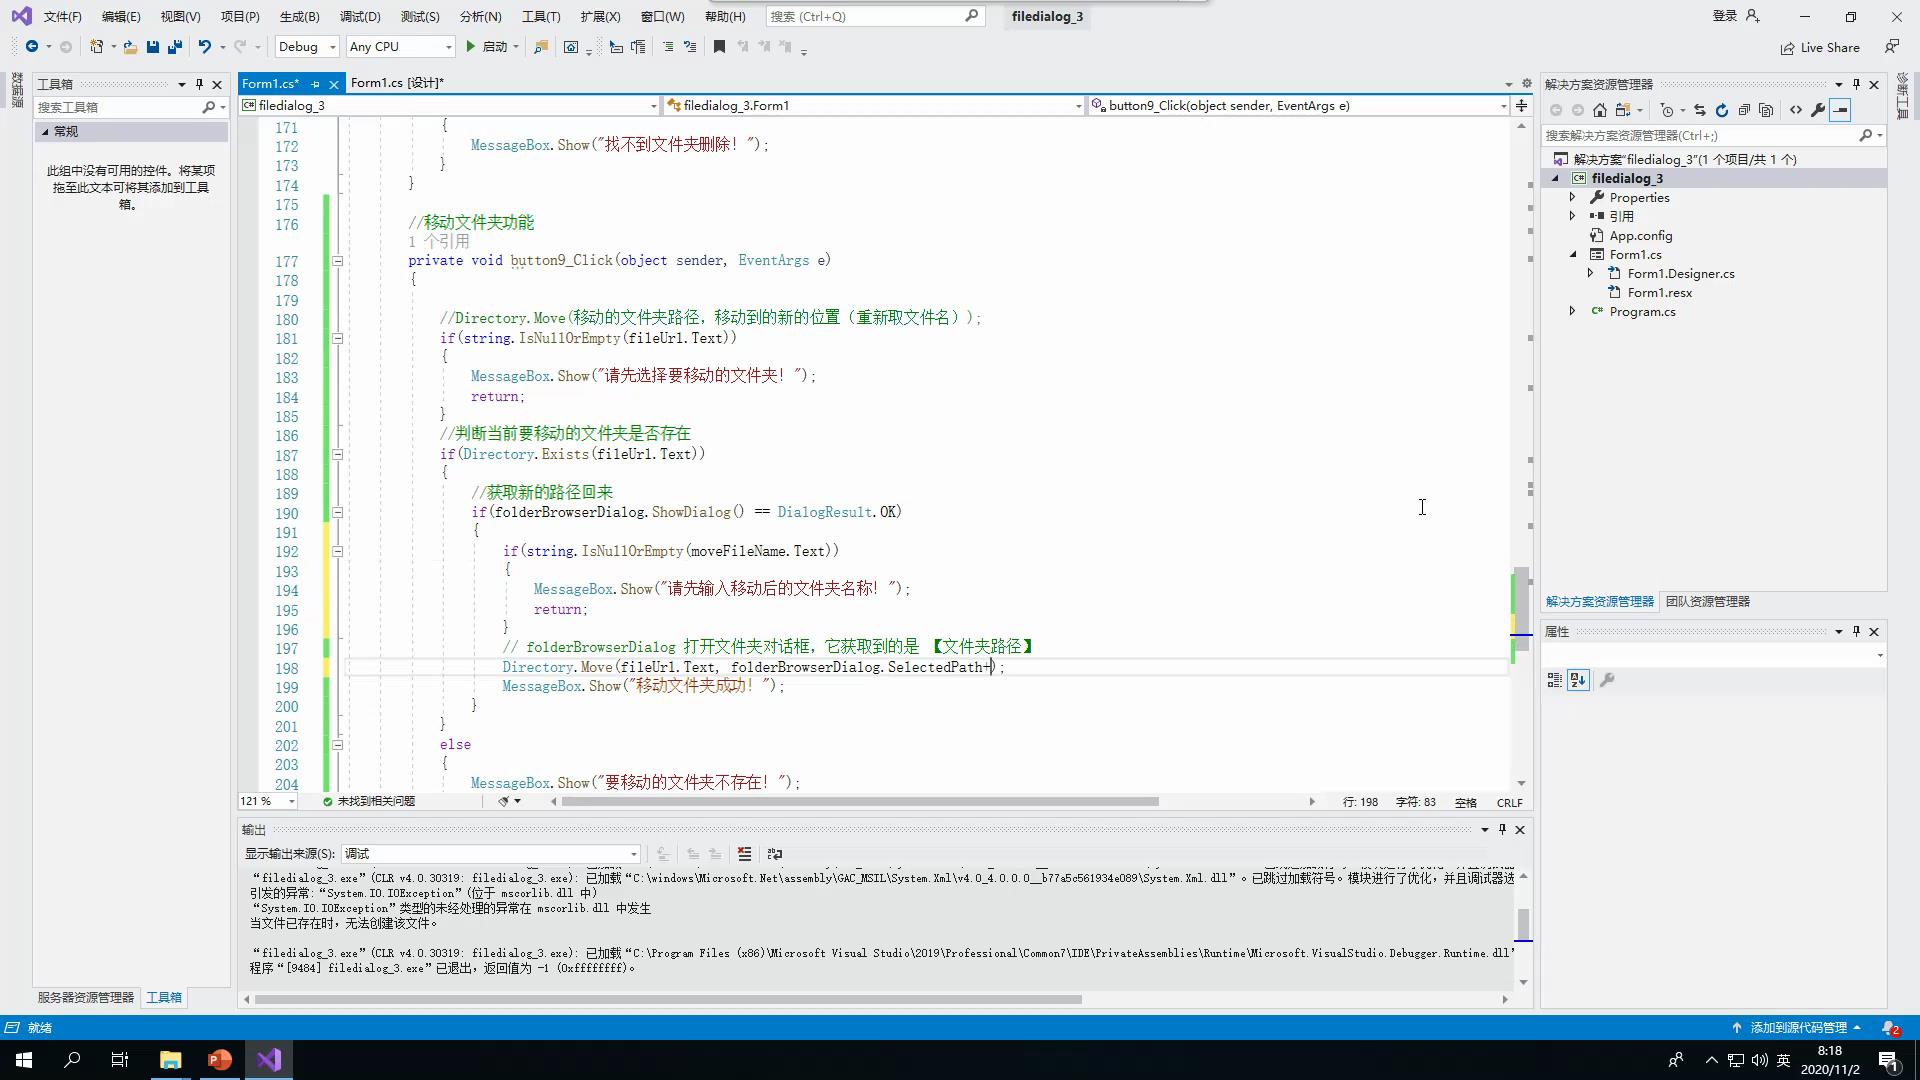 文件(F) 编辑(E) 视图(V) 项目(P) 生成(B) 调试(D) 测试(S) 分析(N) 工具(T) 扩展(X) 窗口(W) 帮助(H) 搜索 (Ctrl+Q) filedialog_3 登录
Debug Any CPU 启动 Live Share
工具箱
搜索工具箱
常规
此组中没有可用的控件。将某项
拖至此文本可将其添加到工具
箱。
服务器资源管理器 工具箱
Form1.cs* Form1.cs [设计]*
filedialog_3 filedialog_3.Form1 button9_Click(object sender, EventArgs e)
171 {
172 MessageBox.Show("找不到文件夹删除！");
173 }
174 }
175
176 //移动文件夹功能
1 个引用
177 private void button9_Click(object sender, EventArgs e)
178 {
179
180 //Directory.Move(移动的文件夹路径，移动到的新的位置（重新取文件名）);
181 if(string.IsNullOrEmpty(fileUrl.Text))
182 {
183 MessageBox.Show("请先选择要移动的文件夹！");
184 return;
185 }
186 //判断当前要移动的文件夹是否存在
187 if(Directory.Exists(fileUrl.Text))
188 {
189 //获取新的路径回来
190 if(folderBrowserDialog.ShowDialog() == DialogResult.OK)
191 {
192 if(string.IsNullOrEmpty(moveFileName.Text))
193 {
194 MessageBox.Show("请先输入移动后的文件夹名称！");
195 return;
196 }
197 // folderBrowserDialog 打开文件夹对话框，它获取到的是 【文件夹路径】
198 Directory.Move(fileUrl.Text, folderBrowserDialog.SelectedPath+);
199 MessageBox.Show("移动文件夹成功！");
200 }
201 }
202 else
203 {
204 MessageBox.Show("要移动的文件夹不存在！");
121 % 未找到相关问题 行: 198 字符: 83 空格 CRLF
输出
显示输出来源(S): 调试
“filedialog_3.exe”(CLR v4.0.30319: filedialog_3.exe): 已加载“C:\windows\Microsoft.Net\assembly\GAC_MSIL\System.Xml\v4.0_4.0.0.0__b77a5c561934e089\System.Xml.dll”。已跳过加载符号。模块进行了优化，并且调试器选
引发的异常:“System.IO.IOException”(位于 mscorlib.dll 中)
“System.IO.IOException”类型的未经处理的异常在 mscorlib.dll 中发生
当文件已存在时，无法创建该文件。
“filedialog_3.exe”(CLR v4.0.30319: filedialog_3.exe): 已加载“C:\Program Files (x86)\Microsoft Visual Studio\2019\Professional\Common7\IDE\PrivateAssemblies\Runtime\Microsoft.VisualStudio.Debugger.Runtime.dll”
程序“[9484] filedialog_3.exe”已退出，返回值为 -1 (0xffffffff)。
解决方案资源管理器
搜索解决方案资源管理器(Ctrl+;)
解决方案“filedialog_3”(1 个项目/共 1 个)
filedialog_3
Properties
引用
App.config
Form1.cs
Form1.Designer.cs
Form1.resx
Program.cs
解决方案资源管理器 团队资源管理器
属性
诊断工具
就绪 添加到源代码管理 2
英 8:18
2020/11/2 1